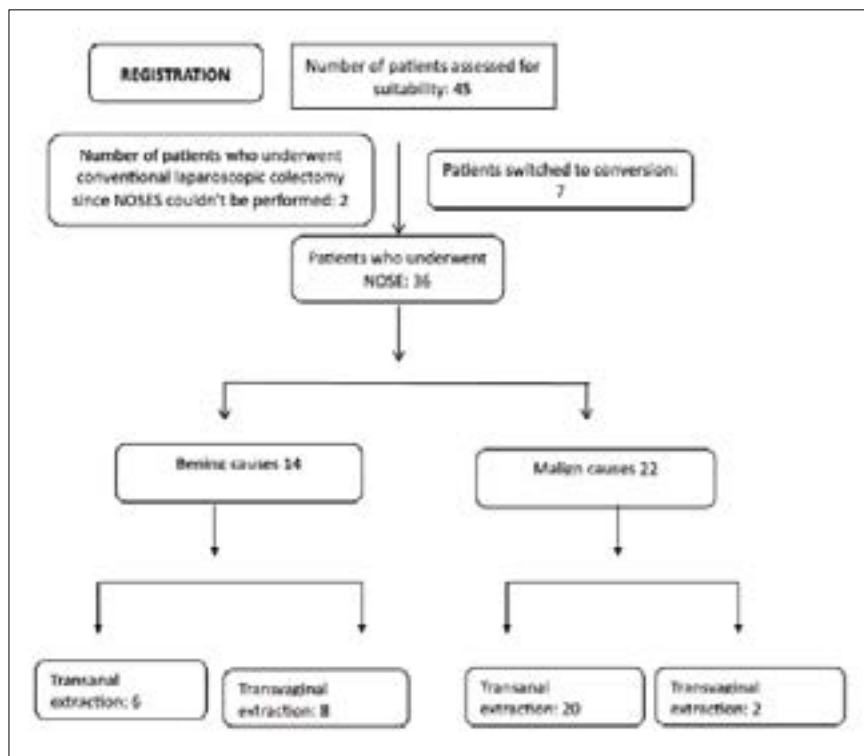 REGISTRATION
Number of patients assessed for
suitability: 45
Number of patients who underwent
conventional laparoscopic colectomy
since NOSES couldn't be performed: 2
Patients switched to conversion:
7
Patients who underwent
NOSE: 36
Bening causes 14
Malign causes 22
Transanal
extraction: 6
Transvaginal
extraction: 8
Transanal
extraction: 20
Transvaginal
extraction: 2